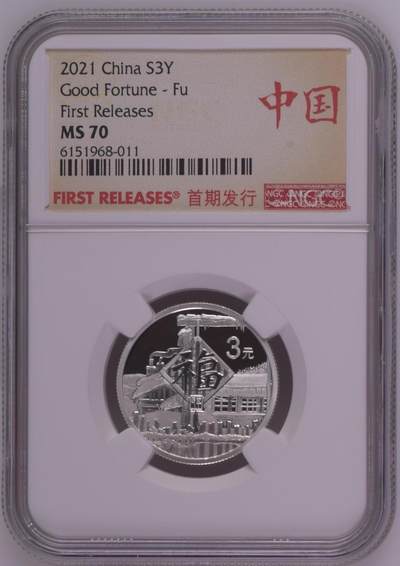 2021 China S3Y
Good Fortune - Fu
First Releases
MS 70
6151968-011
中国
FIRST RELEASES® 首期发行
NGC
3元
福